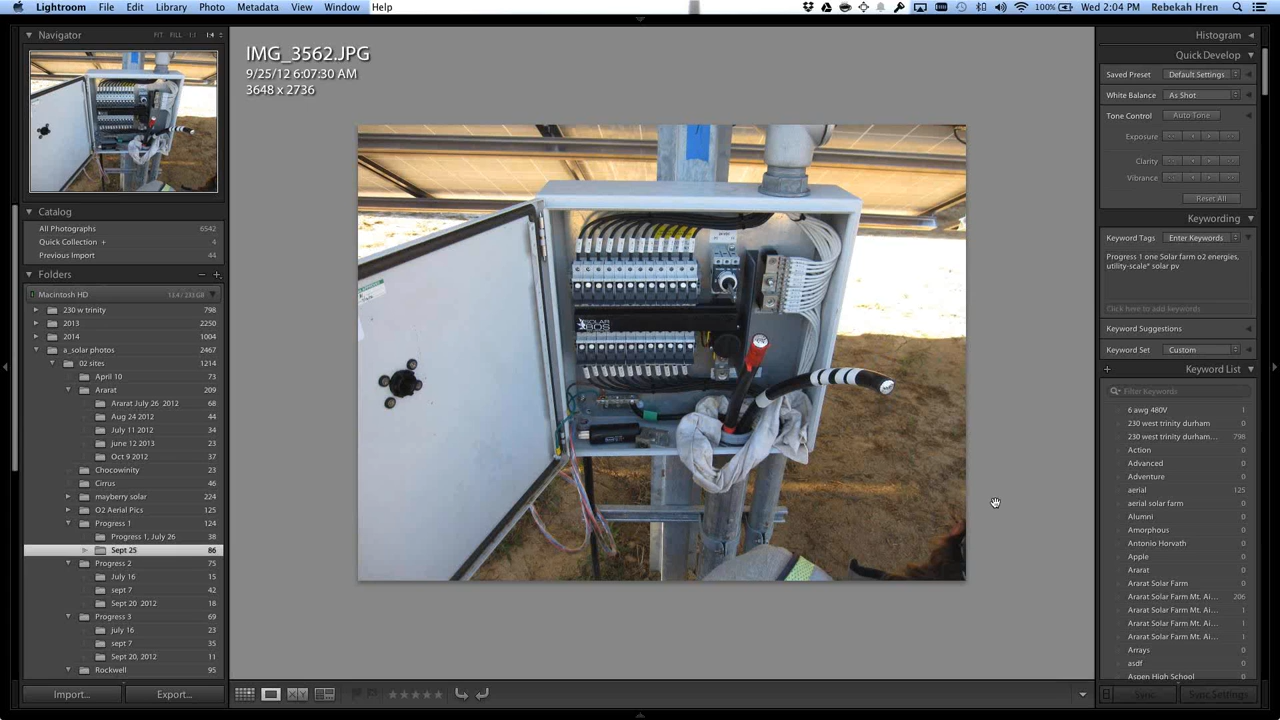 Lightroom File Edit Library Photo Metadata View Window Help 100% Wed 2:04 PM Rebekah Hren
Navigator FIT FILL 1:1
Catalog
All Photographs 6542
Quick Collection + 4
Previous Import 44
Folders
Macintosh HD 13.4 / 233 GB
230 w trinity 798
2013 2250
2014 1004
a_solar photos 2467
02 sites 1214
April 10 73
Ararat 209
Ararat July 26 2012 68
Aug 24 2012 44
July 11 2012 34
june 12 2013 23
Oct 9 2012 37
Chocowinity 23
Cirrus 47
mayberry solar 224
O2 Aerial Pics 125
Progress 1 124
Progress 1, July 26 38
Sept 25 86
Progress 2 75
July 16 15
sept 7 42
Sept 20 2012 18
Progress 3 69
july 16 23
sept 7 35
Sept 20, 2012 11
Rockwell 95
Import... Export...
IMG_3562.JPG
9/25/12 6:07:30 AM
3648 x 2736
SOLAR
BOS
XY
Histogram
Quick Develop
Saved Preset Default Settings
White Balance As Shot
Tone Control Auto Tone
Exposure
Clarity
Vibrance
Reset All
Keywording
Keyword Tags Enter Keywords
Progress 1 one Solar farm o2 energies,
utility-scale* solar pv
Click here to add keywords
Keyword Suggestions
Keyword Set Custom
+ Keyword List
Filter Keywords
6 awg 480V 1
230 west trinity durham 0
230 west trinity durham... 798
Action 0
Advanced 0
Adventure 0
aerial 125
aerial solar farm 0
Alumni 0
Amorphous 0
Antonio Horvath 0
Apple 0
Ararat 0
Ararat Solar Farm 0
Ararat Solar Farm Mt. Ai... 206
Ararat Solar Farm Mt. Ai... 1
Ararat Solar Farm Mt. Ai... 1
Ararat Solar Farm Mt. Ai... 1
Arrays 0
asdf 0
Aspen High School 0
Sync Sync Settings